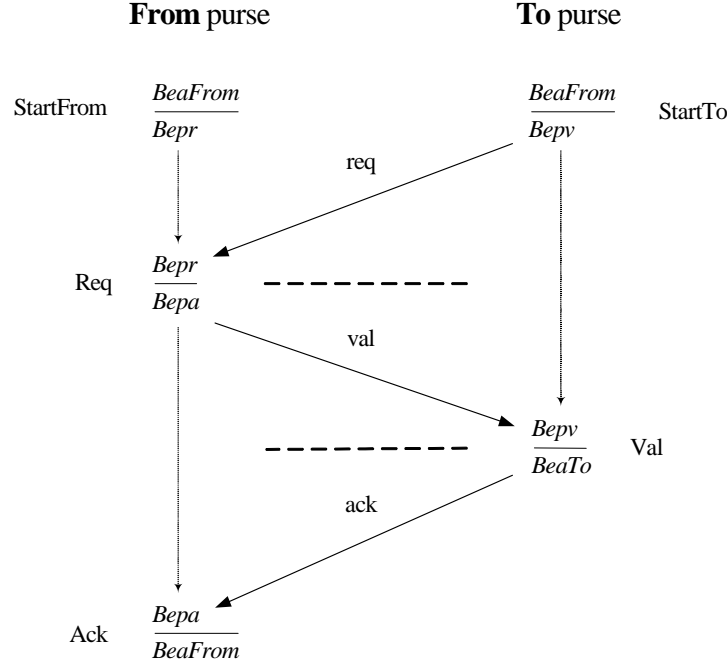 From purse
To purse
StartFrom
BeaFrom
Bepr
BeaFrom
Bepv
StartTo
req
Req
Bepr
Bepa
val
Bepv
BeaTo
Val
ack
Ack
Bepa
BeaFrom